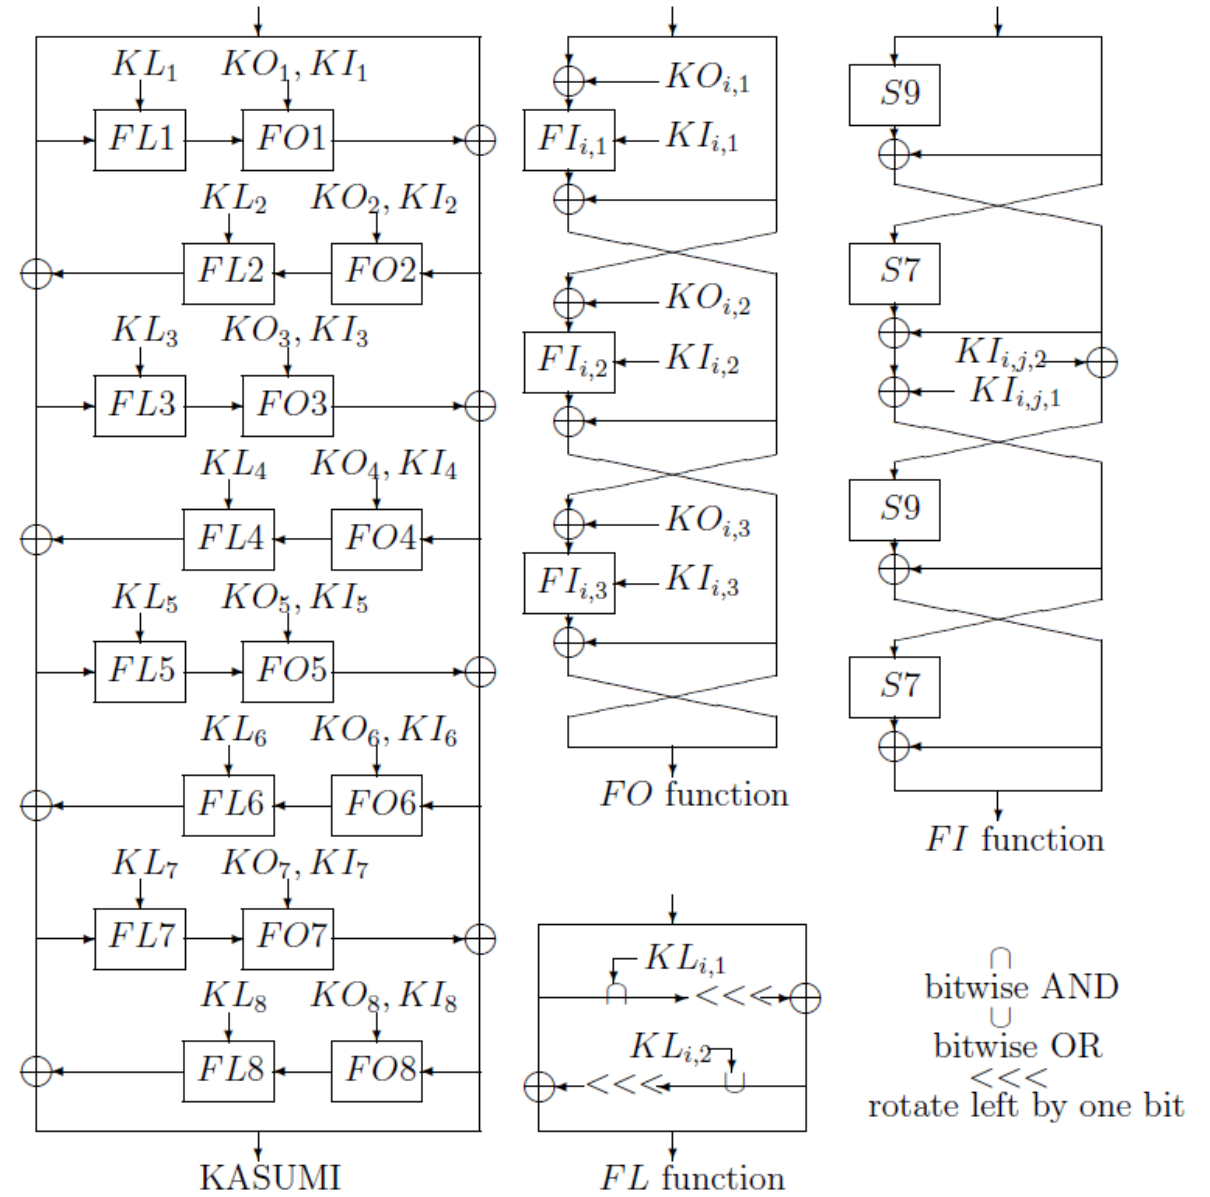 KL₁ KO₁, KI₁
FL1 FO1
KL₂ KO₂, KI₂
FL2 FO2
KL₃ KO₃, KI₃
FL3 FO3
KL₄ KO₄, KI₄
FL4 FO4
KL₅ KO₅, KI₅
FL5 FO5
KL₆ KO₆, KI₆
FL6 FO6
KL₇ KO₇, KI₇
FL7 FO7
KL₈ KO₈, KI₈
FL8 FO8
KASUMI
KOᵢ,₁
FIᵢ,₁ KIᵢ,₁
KOᵢ,₂
FIᵢ,₂ KIᵢ,₂
KOᵢ,₃
FIᵢ,₃ KIᵢ,₃
FO function
S9
S7
KIᵢ,ⱼ,₂
KIᵢ,ⱼ,₁
S9
S7
FI function
KLᵢ,₁
∩ <<<
KLᵢ,₂
<<< ∪
FL function
∩
bitwise AND
∪
bitwise OR
<<<
rotate left by one bit